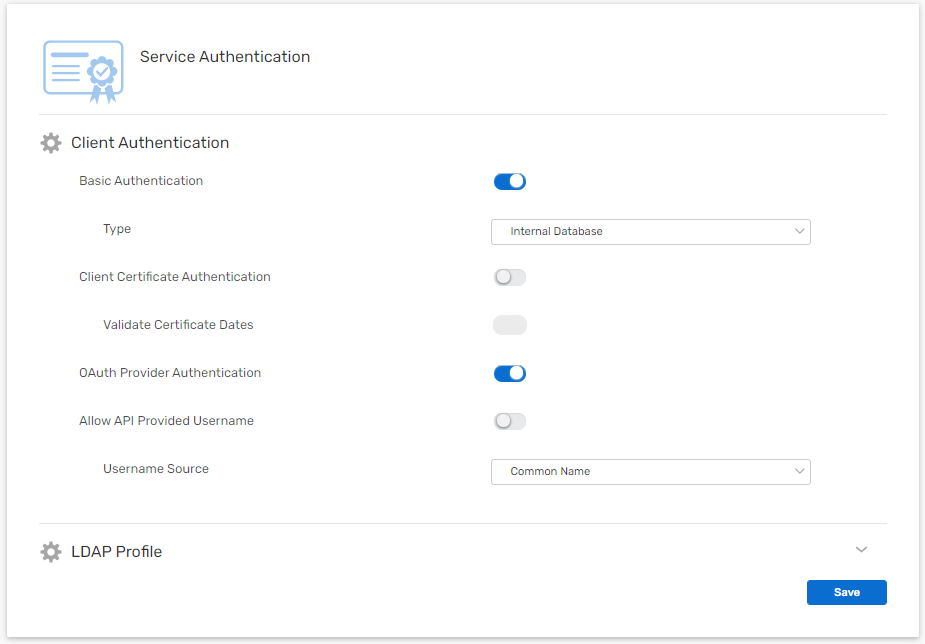 Service Authentication
Client Authentication
Basic Authentication
Type
Internal Database
Client Certificate Authentication
Validate Certificate Dates
OAuth Provider Authentication
Allow API Provided Username
Username Source
Common Name
LDAP Profile
Save